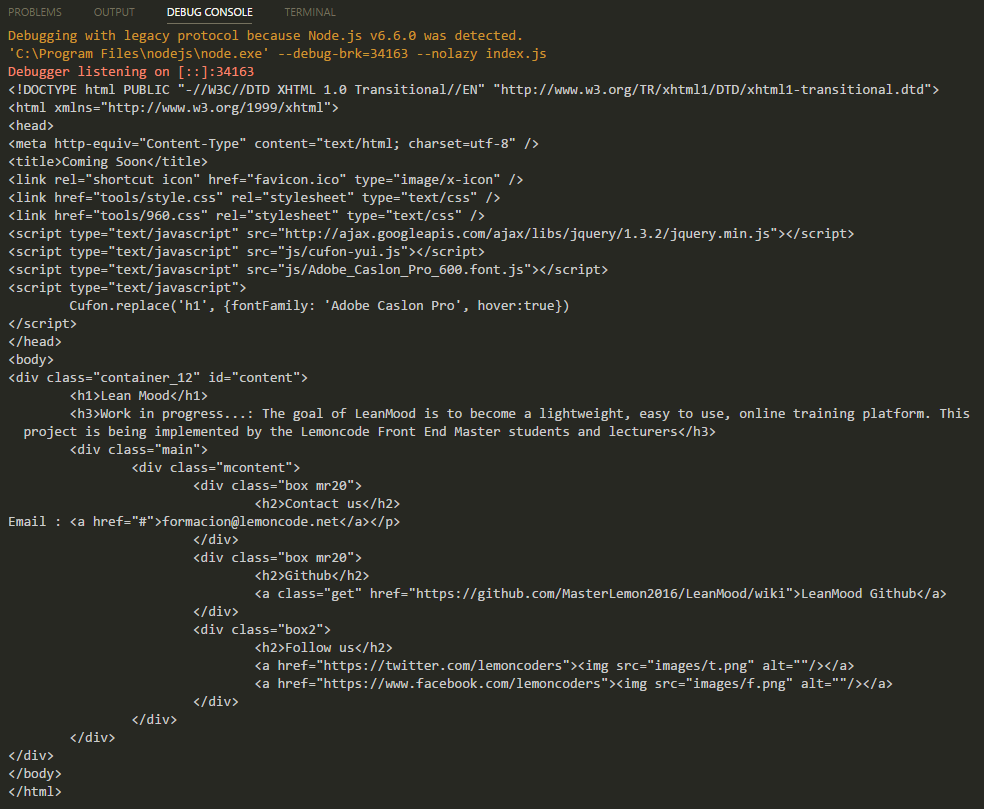 PROBLEMS OUTPUT DEBUG CONSOLE TERMINAL
Debugging with legacy protocol because Node.js v6.6.0 was detected.
'C:\Program Files\nodejs\node.exe' --debug-brk=34163 --nolazy index.js
Debugger listening on [::]:34163
<!DOCTYPE html PUBLIC "-//W3C//DTD XHTML 1.0 Transitional//EN" "http://www.w3.org/TR/xhtml1/DTD/xhtml1-transitional.dtd">
<html xmlns="http://www.w3.org/1999/xhtml">
<head>
<meta http-equiv="Content-Type" content="text/html; charset=utf-8" />
<title>Coming Soon</title>
<link rel="shortcut icon" href="favicon.ico" type="image/x-icon" />
<link href="tools/style.css" rel="stylesheet" type="text/css" />
<link href="tools/960.css" rel="stylesheet" type="text/css" />
<script type="text/javascript" src="http://ajax.googleapis.com/ajax/libs/jquery/1.3.2/jquery.min.js"></script>
<script type="text/javascript" src="js/cufon-yui.js"></script>
<script type="text/javascript" src="js/Adobe_Caslon_Pro_600.font.js"></script>
<script type="text/javascript">
        Cufon.replace('h1', {fontFamily: 'Adobe Caslon Pro', hover:true})
</script>
</head>
<body>
<div class="container_12" id="content">
        <h1>Lean Mood</h1>
        <h3>Work in progress...: The goal of LeanMood is to become a lightweight, easy to use, online training platform. This
  project is being implemented by the Lemoncode Front End Master students and lecturers</h3>
        <div class="main">
                <div class="mcontent">
                        <div class="box mr20">
                                <h2>Contact us</h2>
Email : <a href="#">formacion@lemoncode.net</a></p>
                        </div>
                        <div class="box mr20">
                                <h2>Github</h2>
                                <a class="get" href="https://github.com/MasterLemon2016/LeanMood/wiki">LeanMood Github</a>
                        </div>
                        <div class="box2">
                                <h2>Follow us</h2>
                                <a href="https://twitter.com/lemoncoders"><img src="images/t.png" alt=""/></a>
                                <a href="https://www.facebook.com/lemoncoders"><img src="images/f.png" alt=""/></a>
                        </div>
                </div>
        </div>
</div>
</body>
</html>